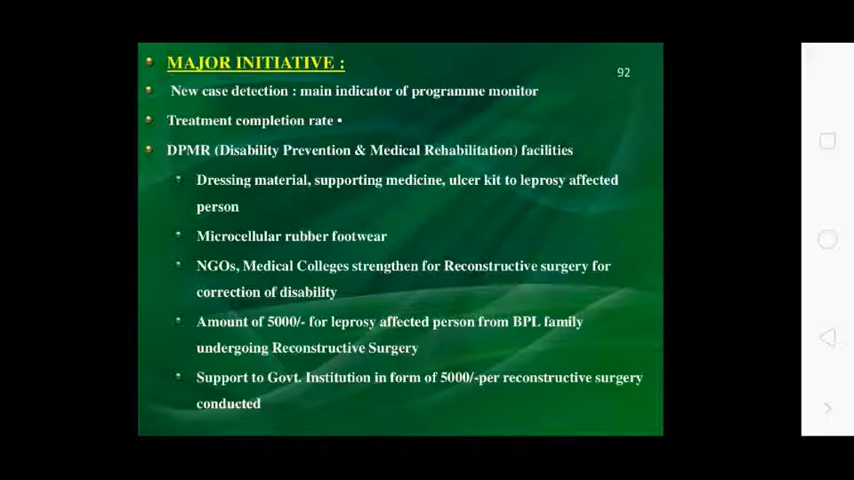 MAJOR INITIATIVE :
92
New case detection : main indicator of programme monitor
Treatment completion rate •
DPMR (Disability Prevention & Medical Rehabilitation) facilities
Dressing material, supporting medicine, ulcer kit to leprosy affected
person
Microcellular rubber footwear
NGOs, Medical Colleges strengthen for Reconstructive surgery for
correction of disability
Amount of 5000/- for leprosy affected person from BPL family
undergoing Reconstructive Surgery
Support to Govt. Institution in form of 5000/-per reconstructive surgery
conducted